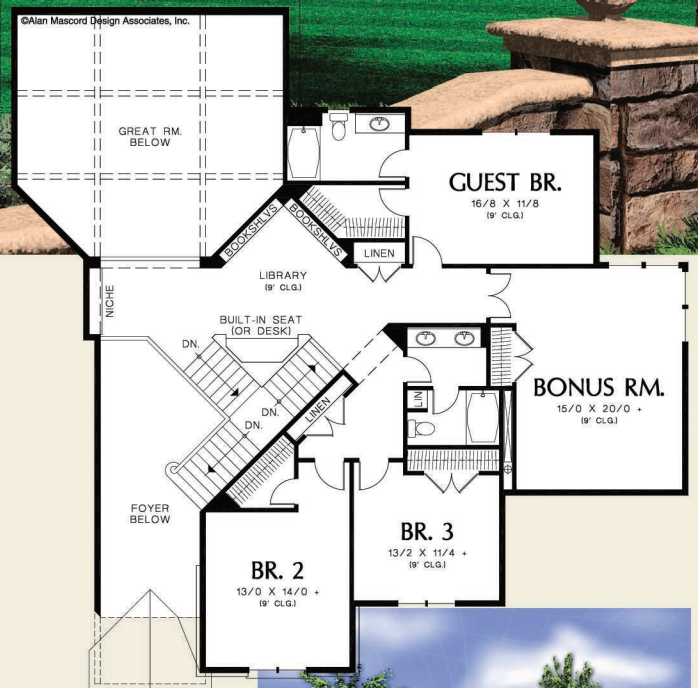 ©Alan Mascord Design Associates, Inc.
GREAT RM.
BELOW
GUEST BR.
16/8 X 11/8
(9' CLG.)
BOOKSHLVS
BOOKSHLVS
LINEN
LIBRARY
(9' CLG.)
NICHE
BUILT-IN SEAT
(OR DESK)
DN.
DN.
DN.
LINEN
LIN
BONUS RM.
15/0 X 20/0 +
(9' CLG.)
FOYER
BELOW
BR. 3
13/2 X 11/4 +
(9' CLG.)
BR. 2
13/0 X 14/0 +
(9' CLG.)